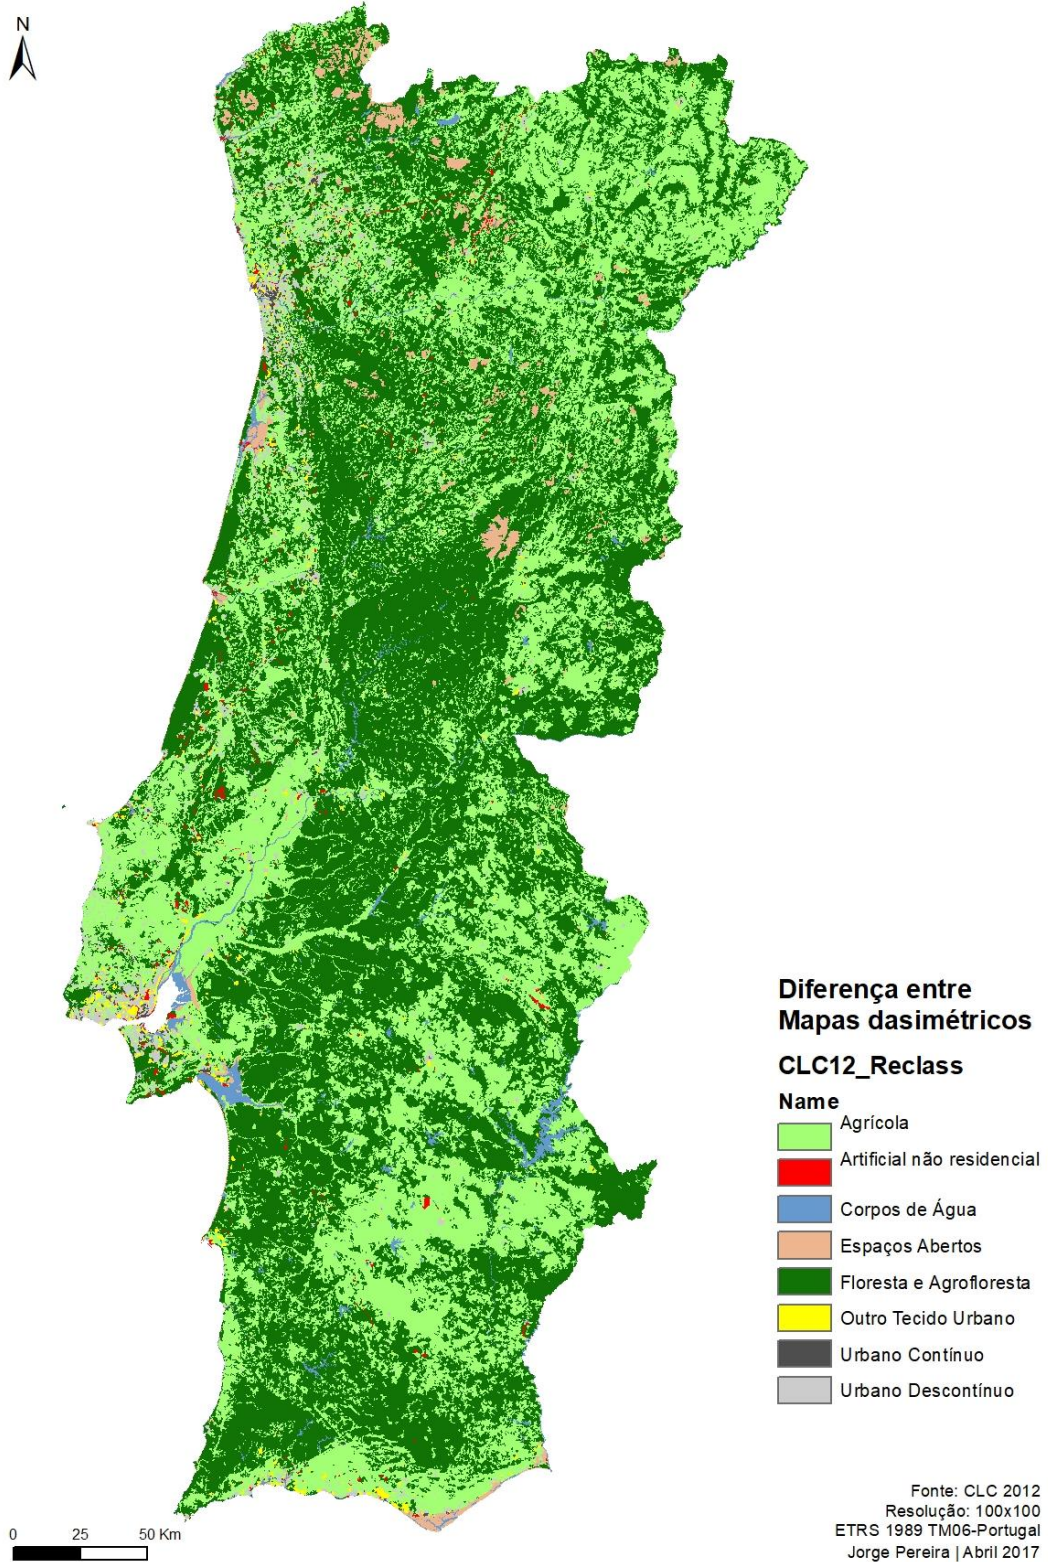 N
Diferença entre
Mapas dasimétricos
CLC12_Reclass
Name
Agrícola
Artificial não residencial
Corpos de Água
Espaços Abertos
Floresta e Agrofloresta
Outro Tecido Urbano
Urbano Contínuo
Urbano Descontínuo
Fonte: CLC 2012
Resolução: 100x100
ETRS 1989 TM06-Portugal
Jorge Pereira | Abril 2017
0 25 50 Km